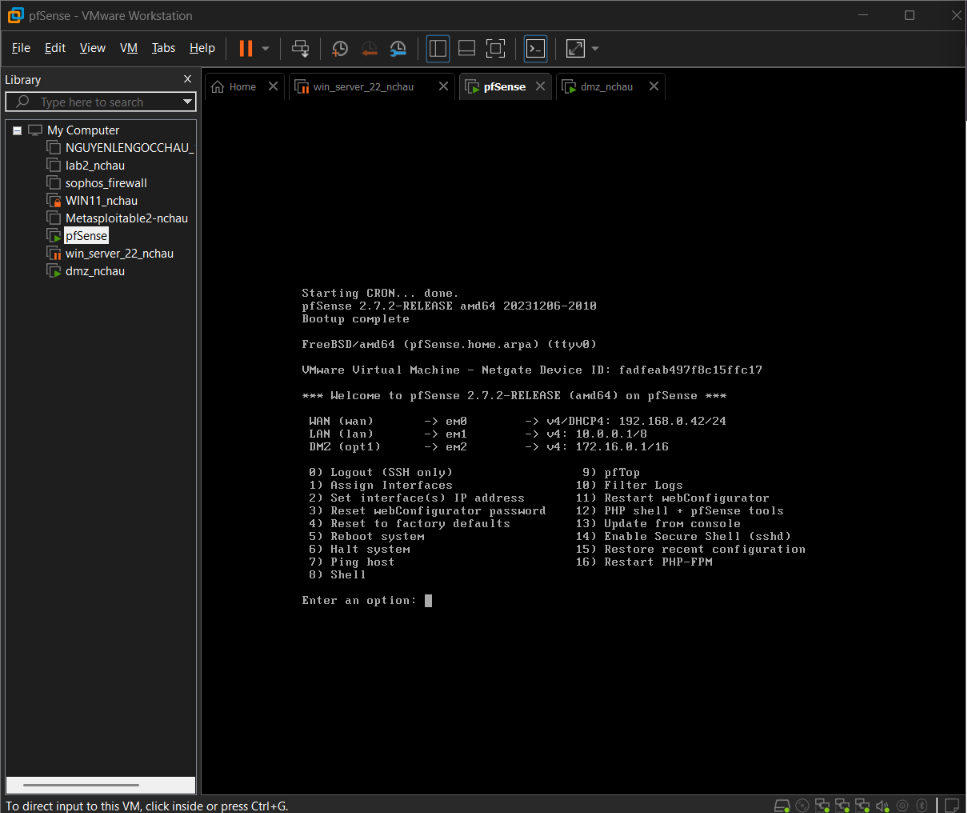 pfSense - VMware Workstation
File Edit View VM Tabs Help
Library
Type here to search
My Computer
NGUYENLENGOCCHAU_
lab2_nchau
sophos_firewall
WIN11_nchau
Metasploitable2-nchau
pfSense
win_server_22_nchau
dmz_nchau
Home win_server_22_nchau pfSense dmz_nchau
Starting CRON... done.
pfSense 2.7.2-RELEASE amd64 20231206-2010
Bootup complete
FreeBSD/amd64 (pfSense.home.arpa) (ttyv0)
VMware Virtual Machine - Netgate Device ID: fadfeab497f8c15ffc17
*** Welcome to pfSense 2.7.2-RELEASE (amd64) on pfSense ***
WAN (wan) -> em0 -> v4/DHCP4: 192.168.0.42/24
LAN (lan) -> em1 -> v4: 10.0.0.1/8
DMZ (opt1) -> em2 -> v4: 172.16.0.1/16
0) Logout (SSH only) 9) pfTop
1) Assign Interfaces 10) Filter Logs
2) Set interface(s) IP address 11) Restart webConfigurator
3) Reset webConfigurator password 12) PHP shell + pfSense tools
4) Reset to factory defaults 13) Update from console
5) Reboot system 14) Enable Secure Shell (sshd)
6) Halt system 15) Restore recent configuration
7) Ping host 16) Restart PHP-FPM
8) Shell
Enter an option:
To direct input to this VM, click inside or press Ctrl+G.